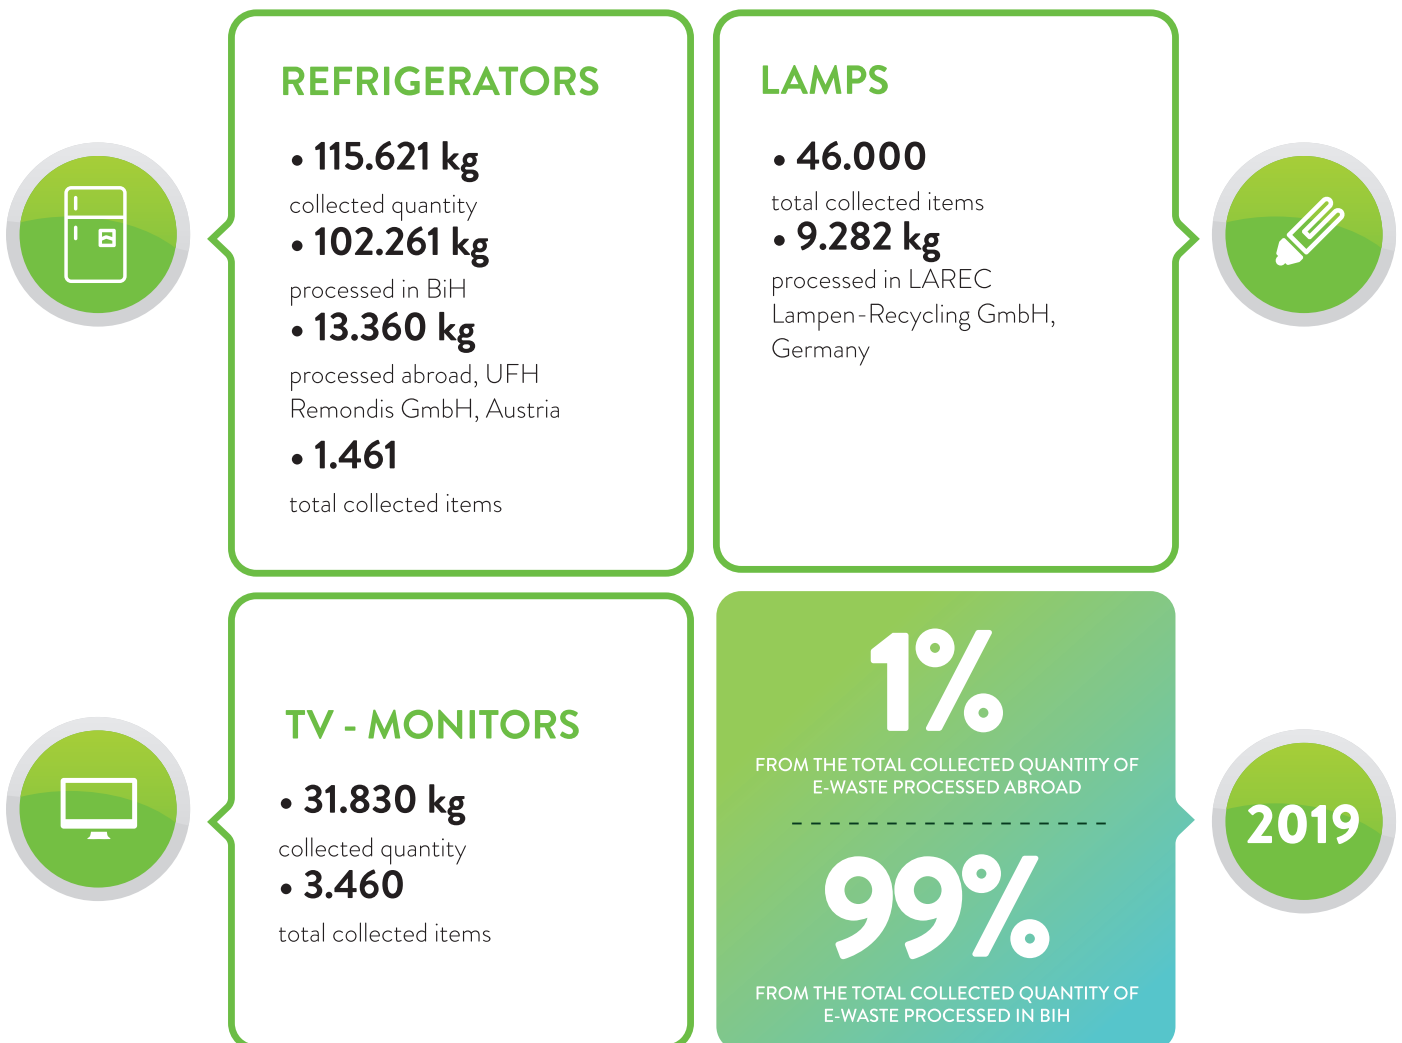 REFRIGERATORS
• 115.621 kg
collected quantity
• 102.261 kg
processed in BiH
• 13.360 kg
processed abroad, UFH
Remondis GmbH, Austria
• 1.461
total collected items
LAMPS
• 46.000
total collected items
• 9.282 kg
processed in LAREC
Lampen-Recycling GmbH,
Germany
TV - MONITORS
• 31.830 kg
collected quantity
• 3.460
total collected items
1%
FROM THE TOTAL COLLECTED QUANTITY OF
E-WASTE PROCESSED ABROAD
99%
FROM THE TOTAL COLLECTED QUANTITY OF
E-WASTE PROCESSED IN BIH
2019